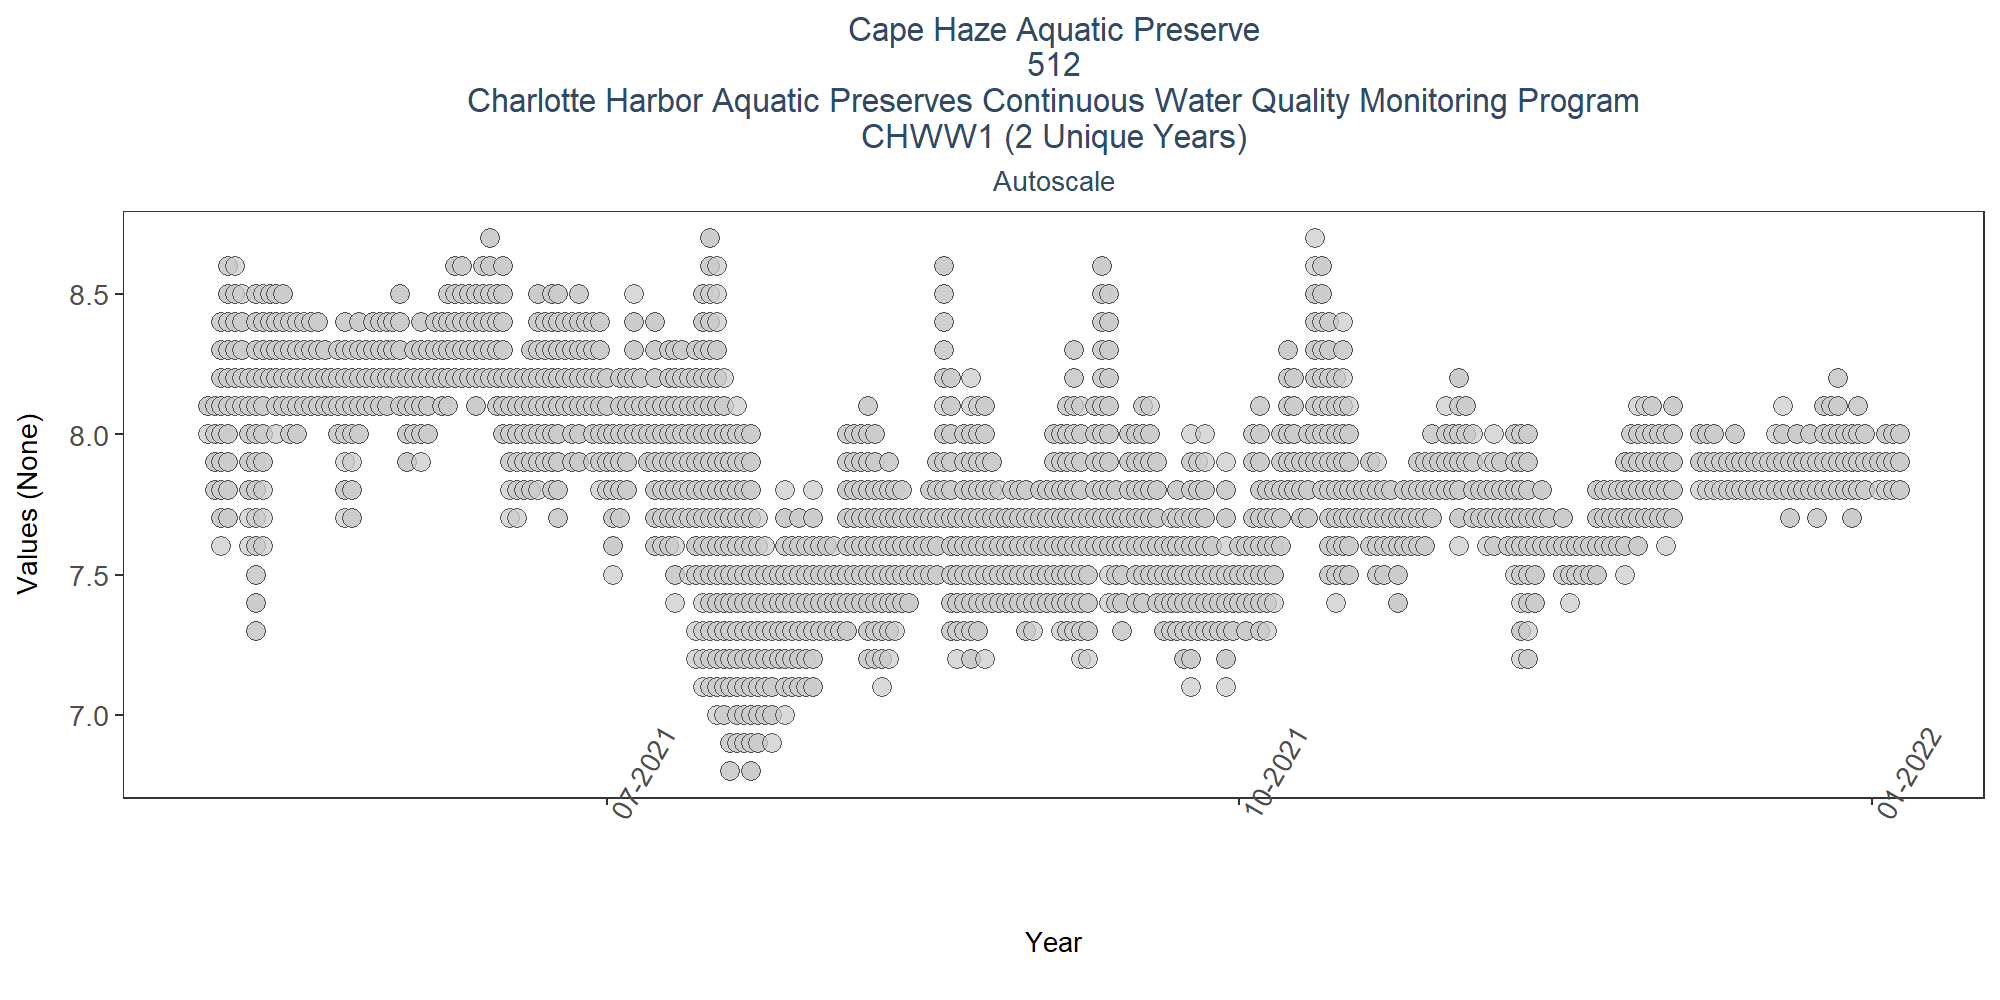 Cape Haze Aquatic Preserve
512
Charlotte Harbor Aquatic Preserves Continuous Water Quality Monitoring Program
CHWW1 (2 Unique Years)
Autoscale
Values (None)
8.5
8.0
7.5
7.0
07-2021
10-2021
01-2022
Year